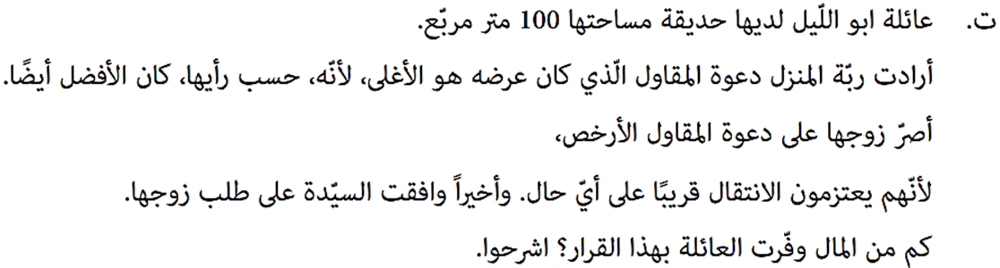 ت. عائلة ابو اللّيل لديها حديقة مساحتها 100 متر مربّع.
أرادت ربّة المنزل دعوة المقاول الّذي كان عرضه هو الأغلى، لأنّه، حسب رأيها، كان الأفضل أيضًا.
أصرّ زوجها على دعوة المقاول الأرخص،
لأنّهم يعتزمون الانتقال قريبًا على أيّ حال. وأخيراً وافقت السيّدة على طلب زوجها.
كم من المال وفّرت العائلة بهذا القرار؟ اشرحوا.